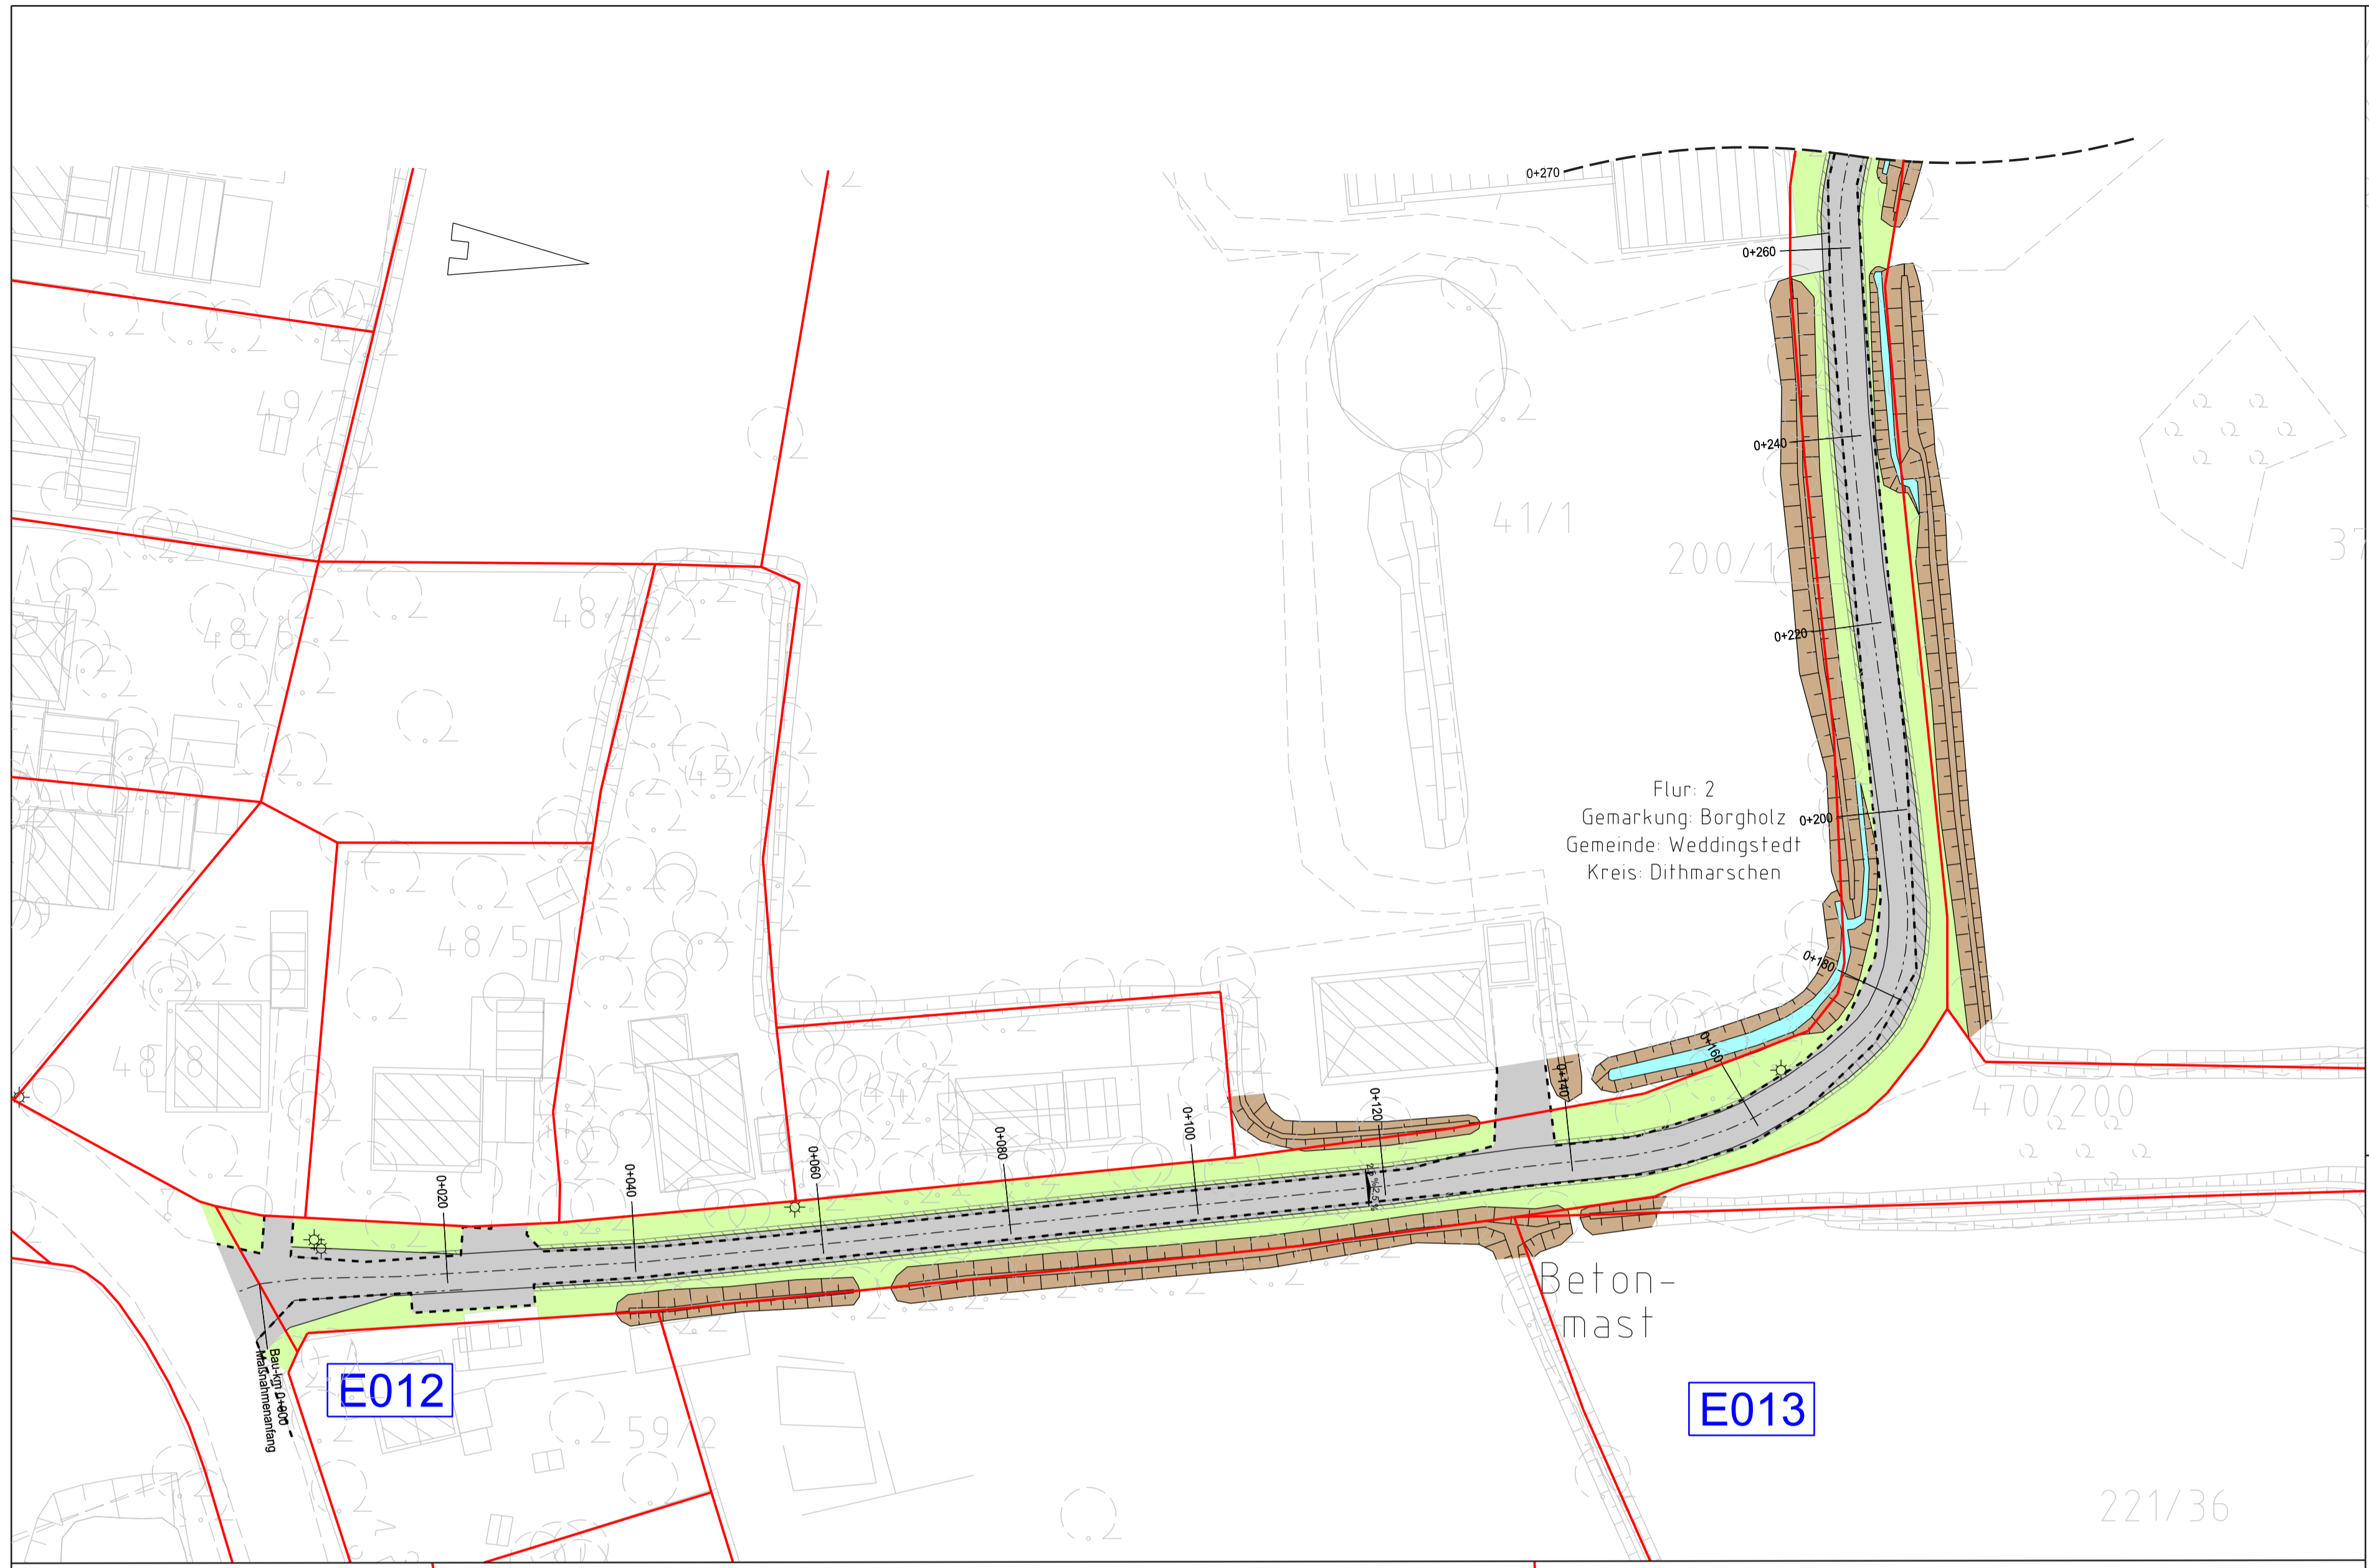 0+270
0+260
49/7
0+240
41/1
200/1
37
48/6
0+220
Flur: 2
Gemarkung: Borgholz
Gemeinde: Weddingstedt
Kreis: Dithmarschen
0+200
48/5
0+180
48/8
0+160
0+140
0+120
0+100
0+080
0+060
0+040
0+020
470/200
Beton-
mast
Bau-km 0+000
Maßnahmenanfang
E012
E013
59/2
221/36